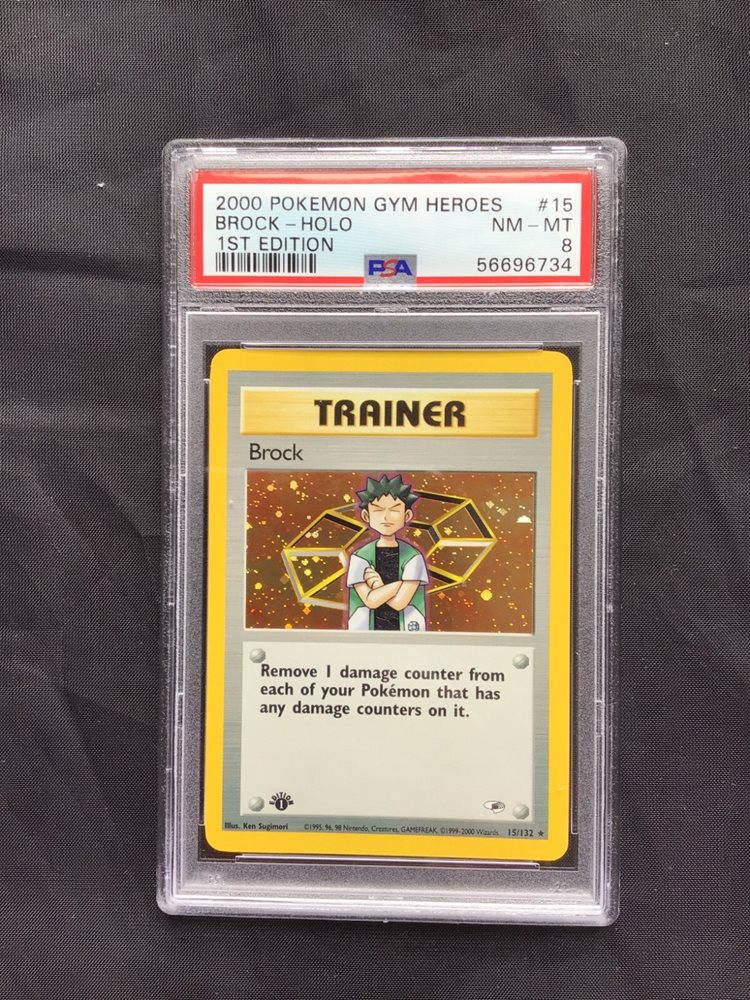 2000 POKEMON GYM HEROES #15
BROCK – HOLO NM – MT
1ST EDITION 8
PSA 56696734
TRAINER
Brock
Remove 1 damage counter from
each of your Pokémon that has
any damage counters on it.
EDITION
1
Illus. Ken Sugimori ©1995, 96, 98 Nintendo, Creatures, GAMEFREAK. ©1999-2000 Wizards. 15/132 ★